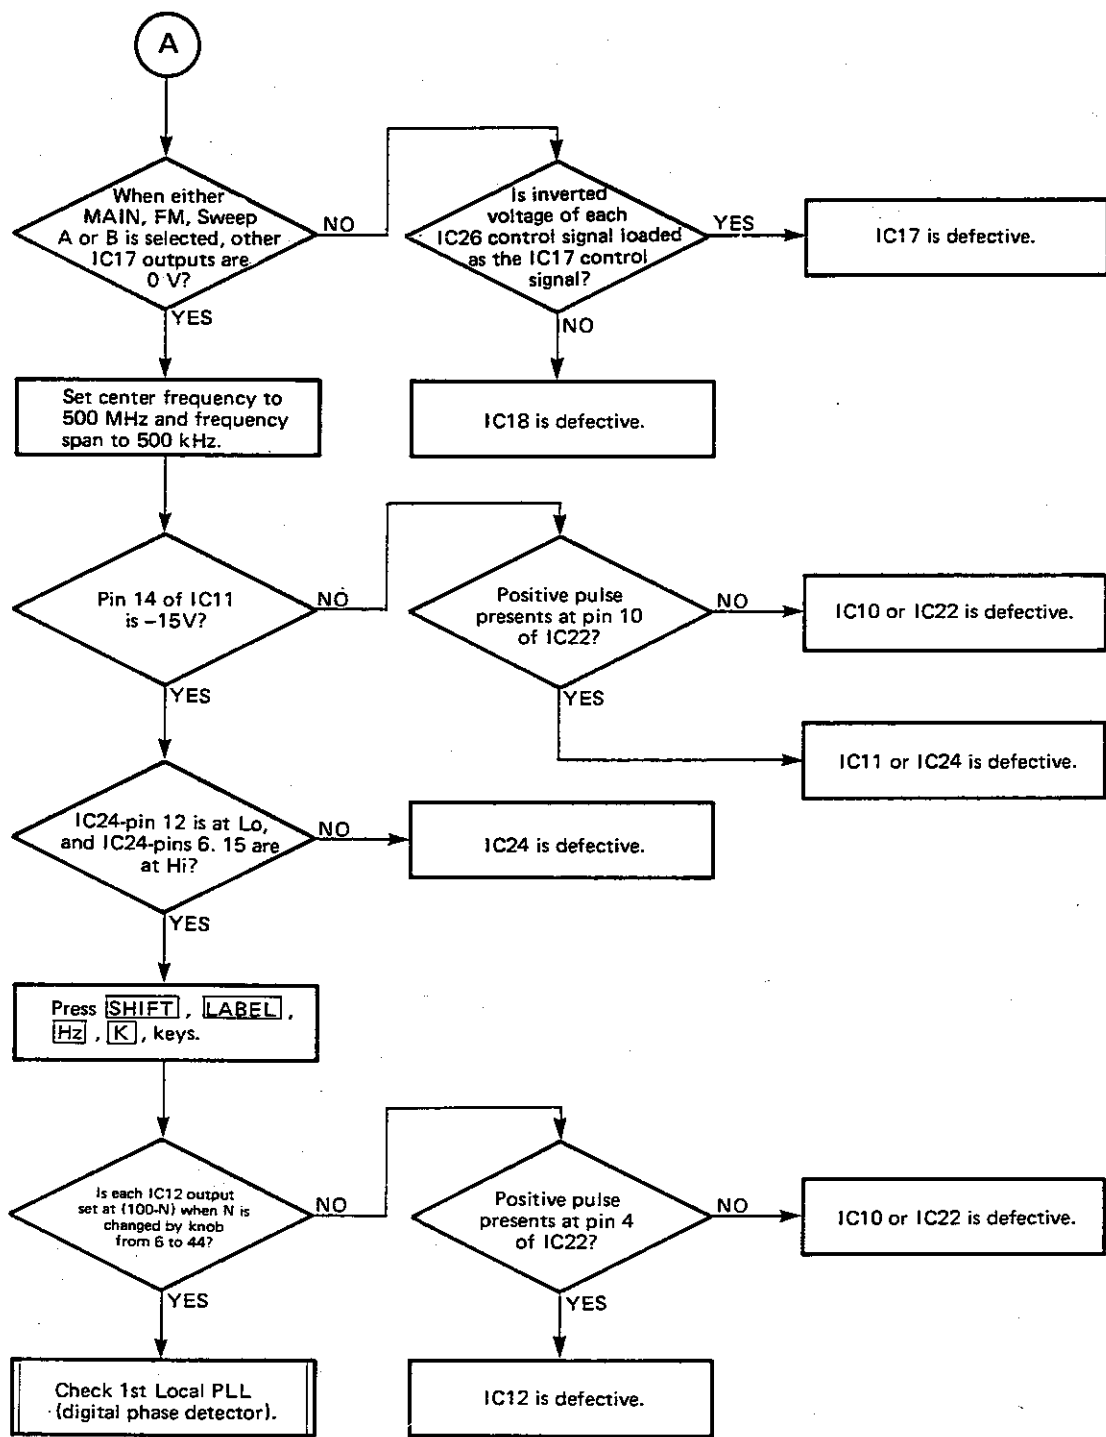 A
When either
MAIN, FM, Sweep
A or B is selected, other
IC17 outputs are
0 V?
NO
YES
Is inverted
voltage of each
IC26 control signal loaded
as the IC17 control
signal?
YES
NO
IC17 is defective.
IC18 is defective.
Set center frequency to
500 MHz and frequency
span to 500 kHz.
Pin 14 of IC11
is -15V?
NO
YES
Positive pulse
presents at pin 10
of IC22?
NO
YES
IC10 or IC22 is defective.
IC11 or IC24 is defective.
IC24-pin 12 is at Lo,
and IC24-pins 6. 15 are
at Hi?
NO
YES
IC24 is defective.
Press SHIFT , LABEL ,
Hz , K , keys.
Is each IC12 output
set at (100-N) when N is
changed by knob
from 6 to 44?
NO
YES
Positive pulse
presents at pin 4
of IC22?
NO
YES
IC10 or IC22 is defective.
Check 1st Local PLL
(digital phase detector).
IC12 is defective.